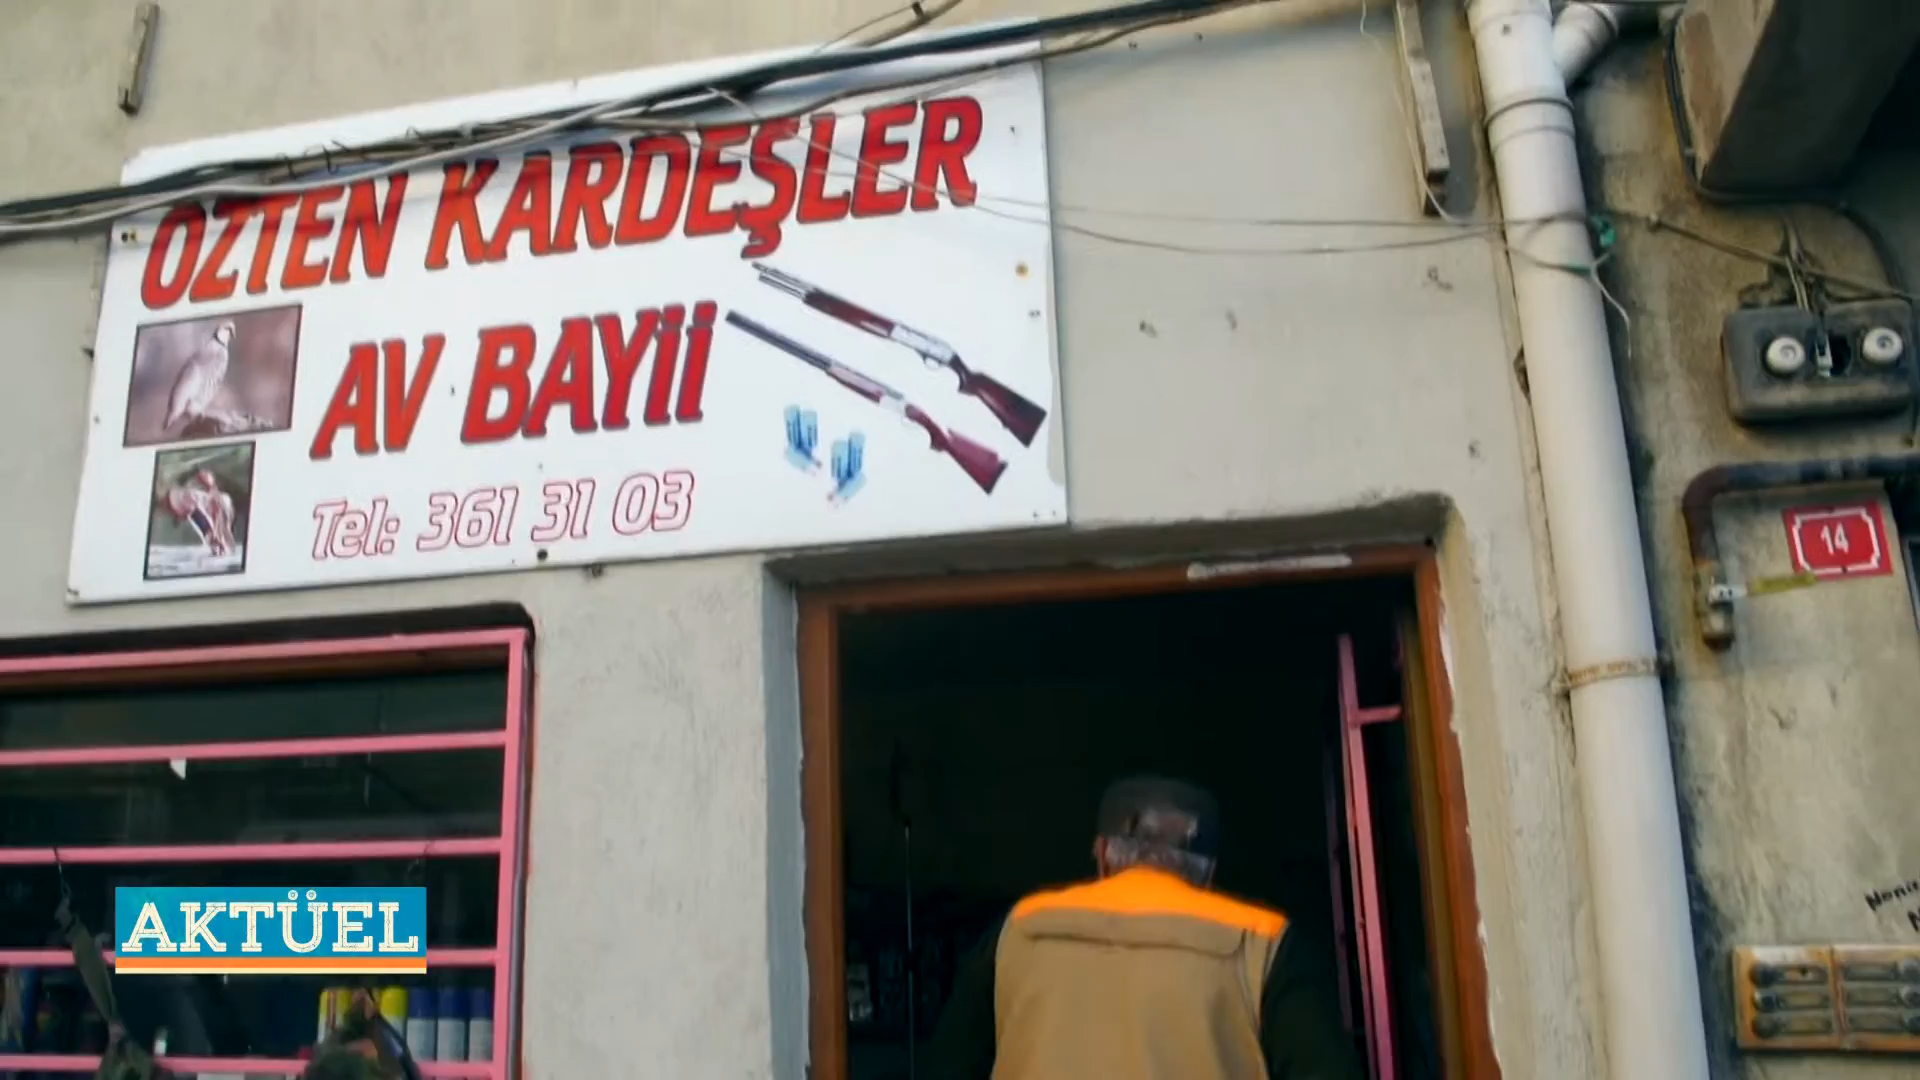 ÖZTEN KARDEŞLER
AV BAYİİ
Tel: 361 31 03
14
AKTÜEL